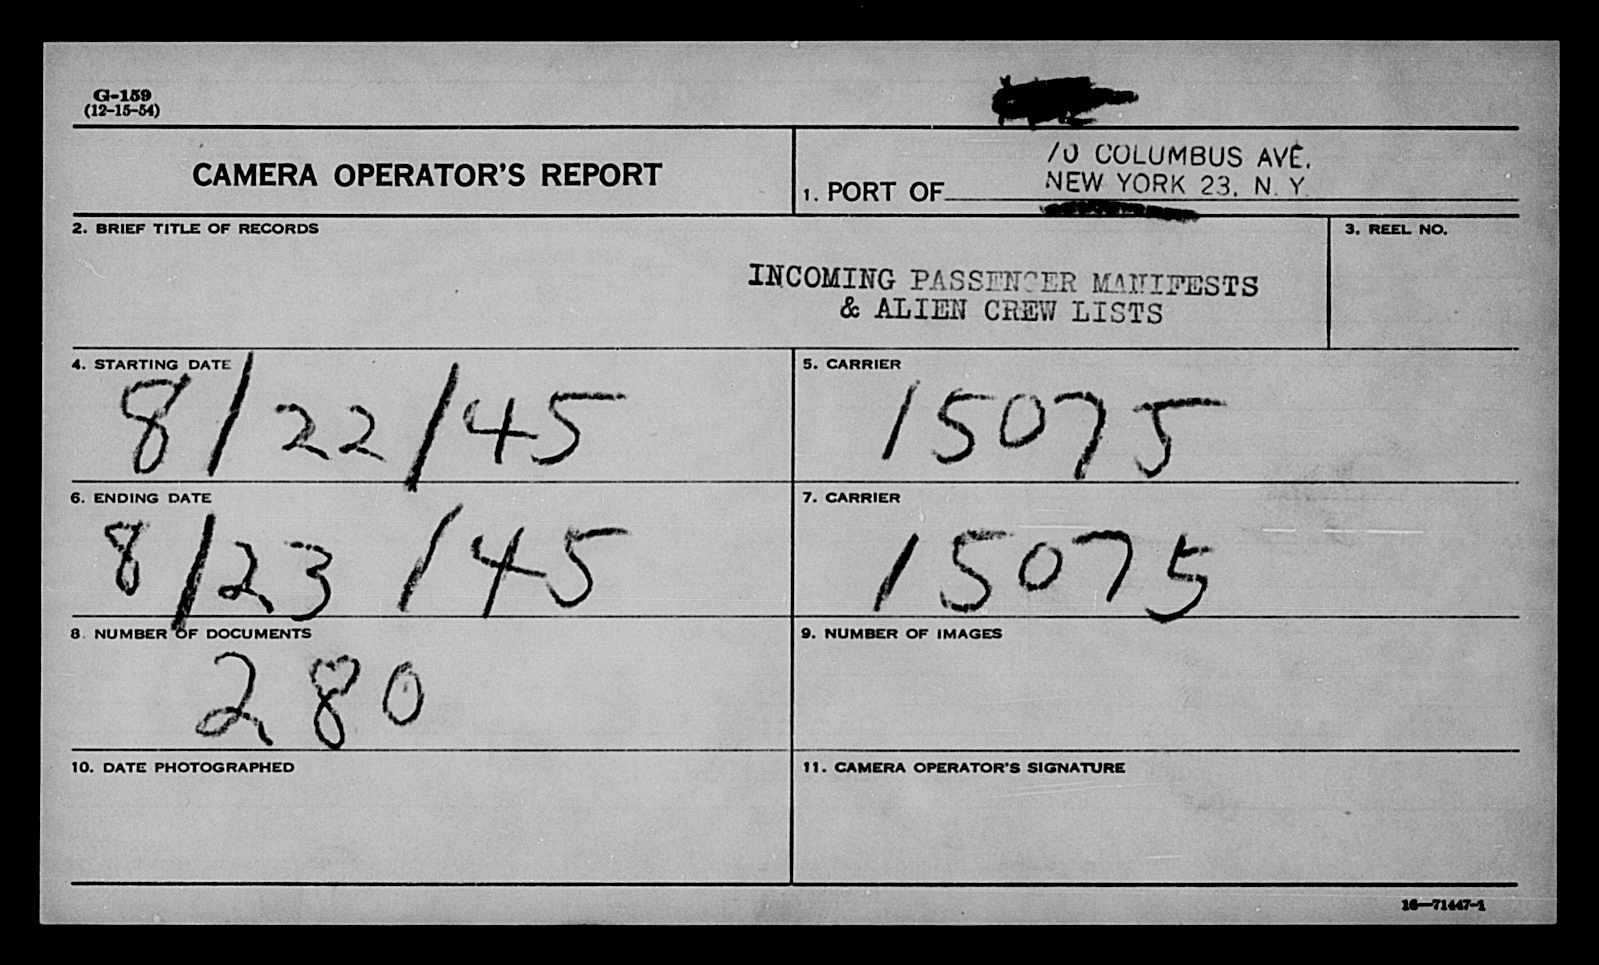 G-159
(12-15-54)
CAMERA OPERATOR'S REPORT
1. PORT OF
70 COLUMBUS AVE.
NEW YORK 23, N. Y.
2. BRIEF TITLE OF RECORDS
INCOMING PASSENGER MANIFESTS
& ALIEN CREW LISTS
3. REEL NO.
4. STARTING DATE
8/22/45
5. CARRIER
15075
6. ENDING DATE
8/23/45
7. CARRIER
15075
8. NUMBER OF DOCUMENTS
280
9. NUMBER OF IMAGES
10. DATE PHOTOGRAPHED
11. CAMERA OPERATOR'S SIGNATURE
16—71447-1